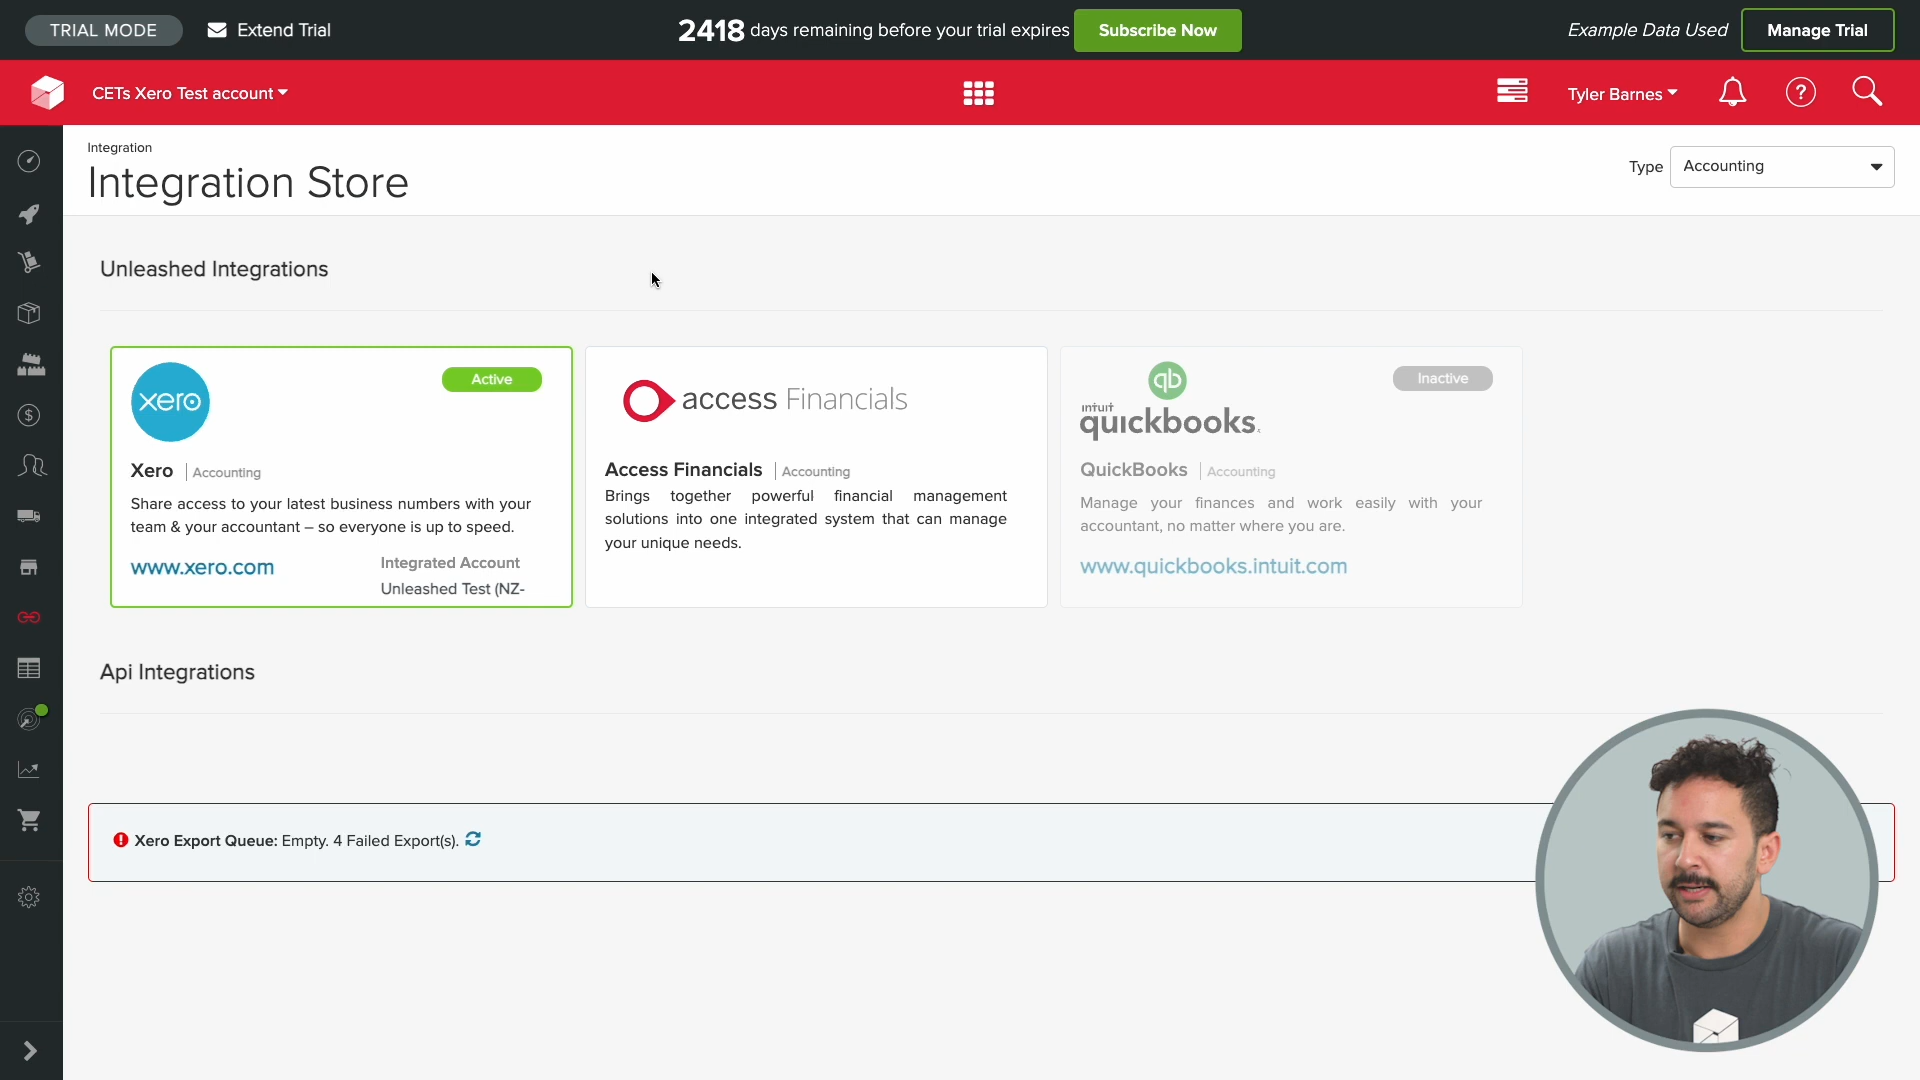 TRIAL MODE
Extend Trial
2418 days remaining before your trial expires
Subscribe Now
Example Data Used
Manage Trial
CETs Xero Test account
Tyler Barnes
?
Integration
Integration Store
Type
Accounting
Unleashed Integrations
xero
Active
Xero
Accounting
Share access to your latest business numbers with your
team & your accountant – so everyone is up to speed.
www.xero.com
Integrated Account
Unleashed Test (NZ-
access Financials
Access Financials
Accounting
Brings together powerful financial management
solutions into one integrated system that can manage
your unique needs.
qb
Inactive
intuit
quickbooks.
QuickBooks
Accounting
Manage your finances and work easily with your
accountant, no matter where you are.
www.quickbooks.intuit.com
Api Integrations
Xero Export Queue: Empty. 4 Failed Export(s).